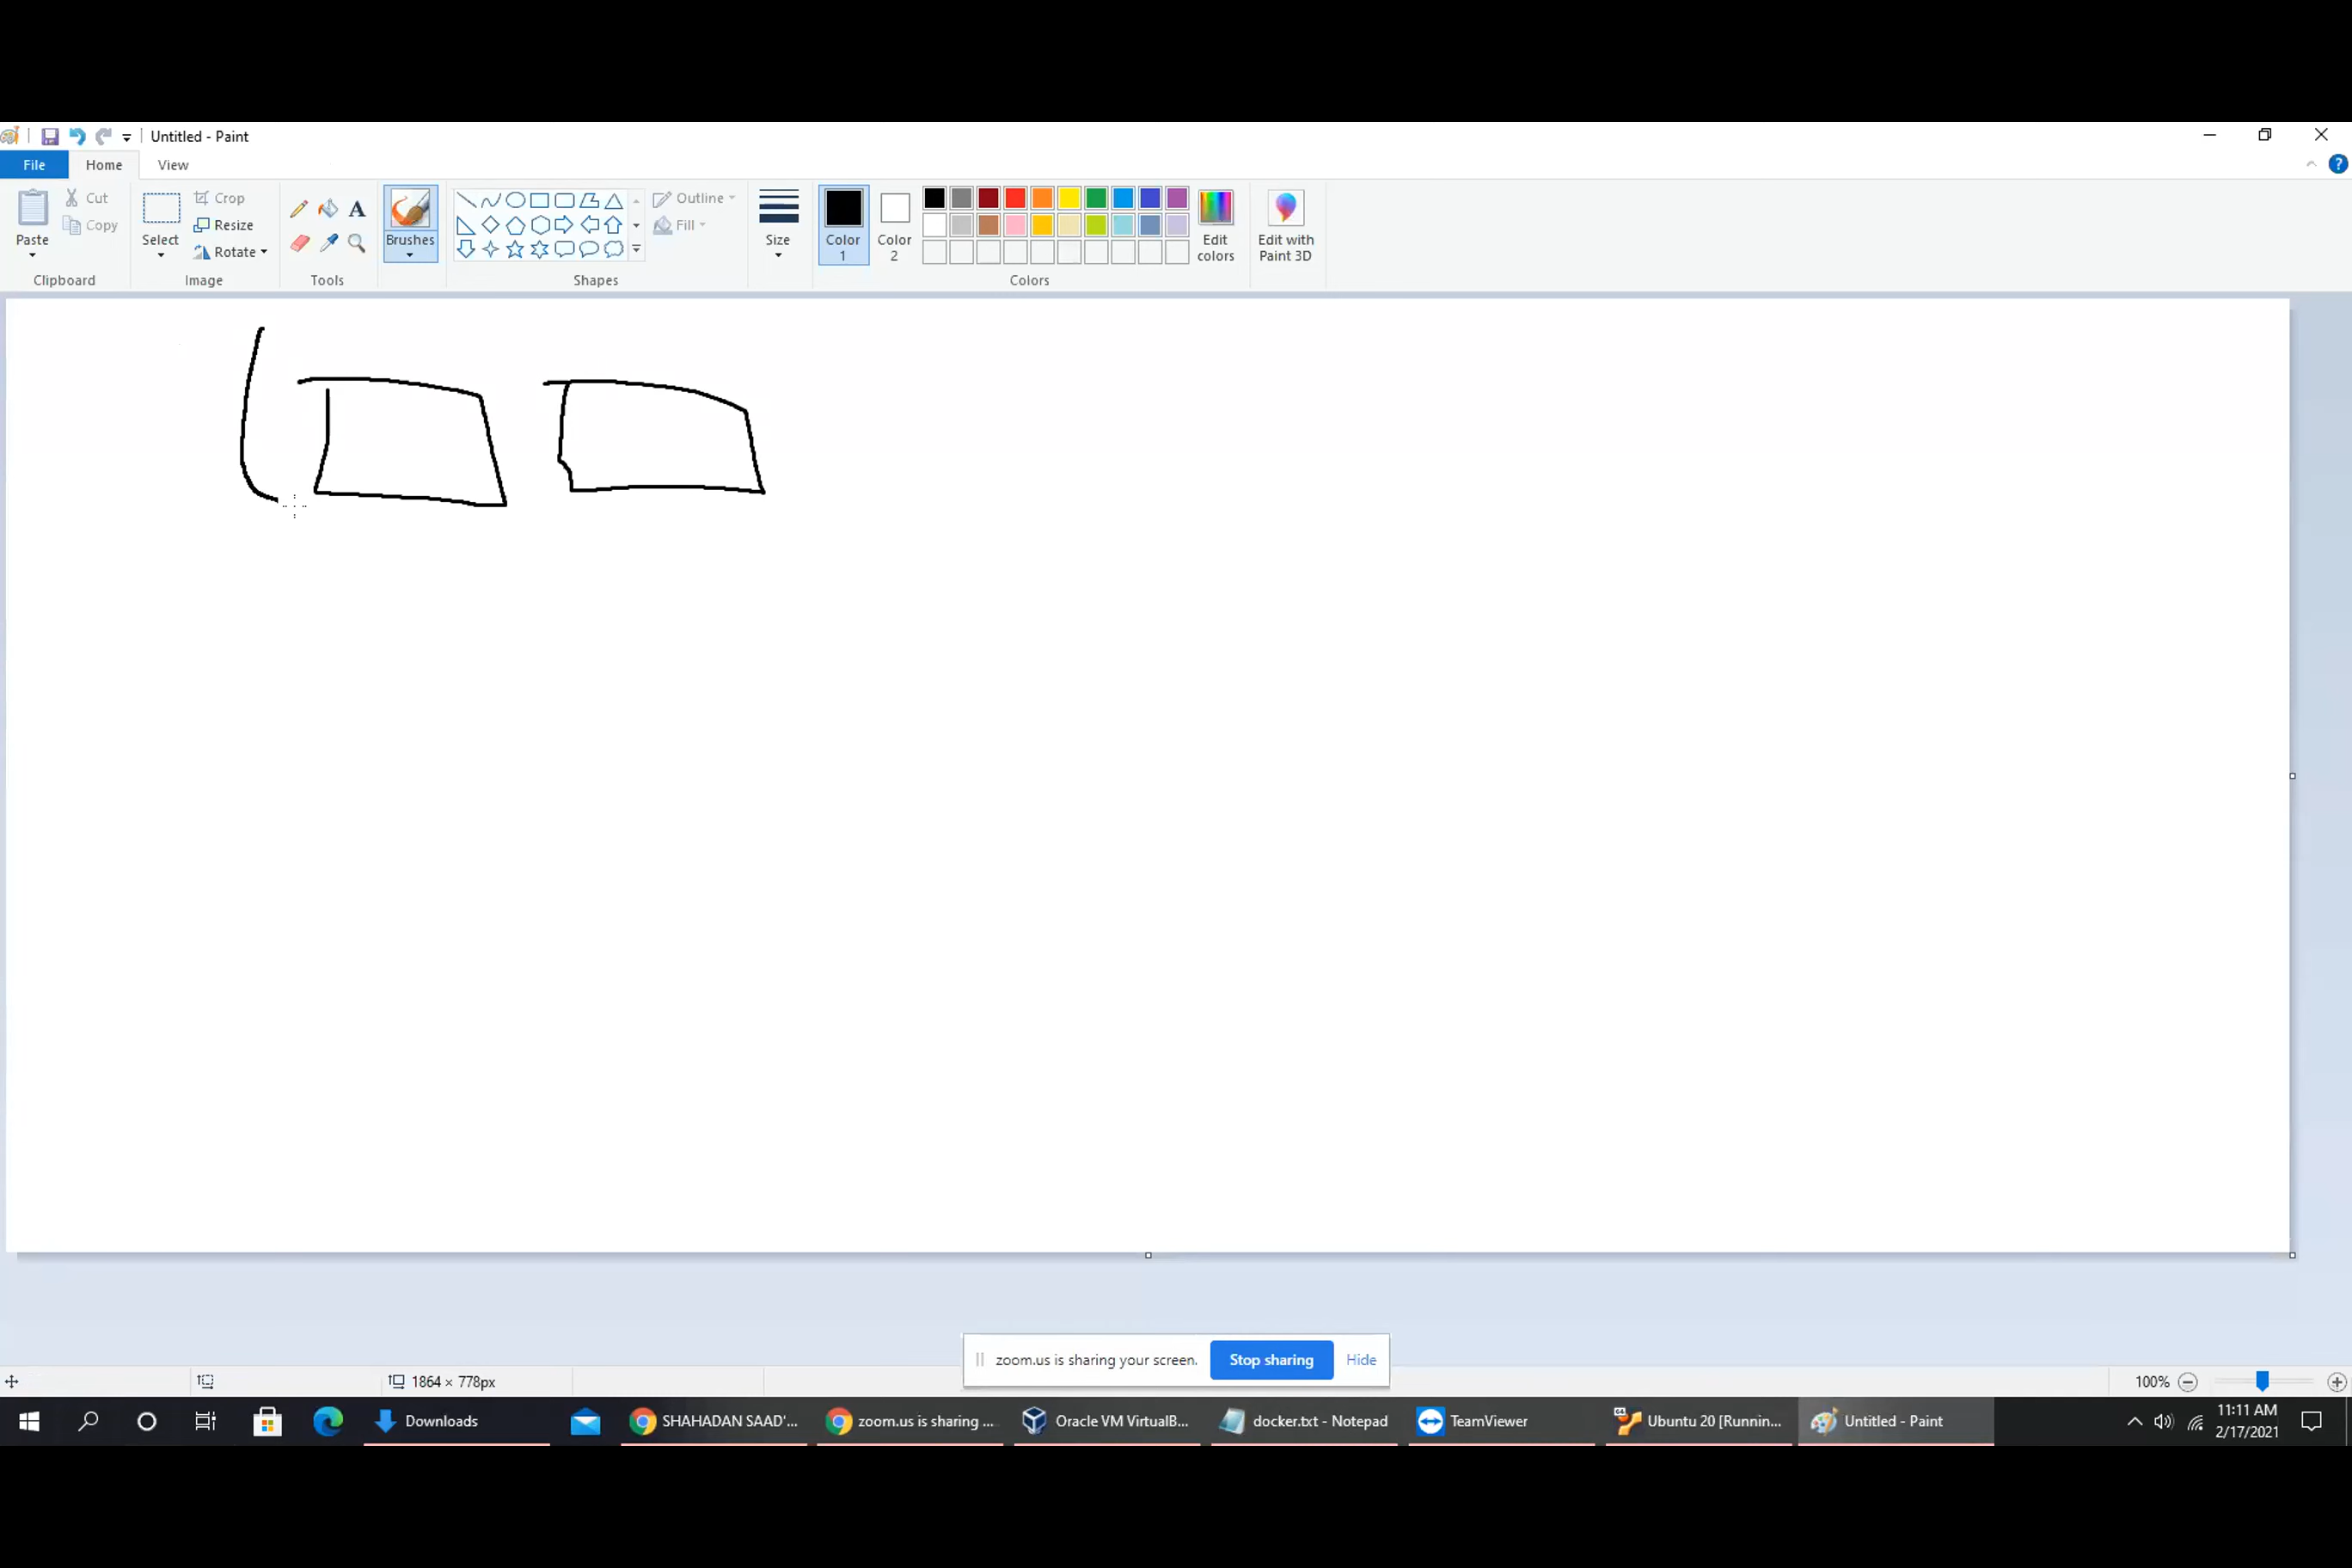 Untitled - Paint
File Home View
Paste Cut Copy Select Crop Resize Rotate A Brushes Outline Fill Size Color 1 Color 2 Edit colors Edit with Paint 3D
Clipboard Image Tools Shapes Colors
zoom.us is sharing your screen. Stop sharing Hide
1864 × 778px 100%
Downloads SHAHADAN SAAD'... zoom.us is sharing ... Oracle VM VirtualB... docker.txt - Notepad TeamViewer 64 Ubuntu 20 [Runnin... Untitled - Paint 11:11 AM
2/17/2021